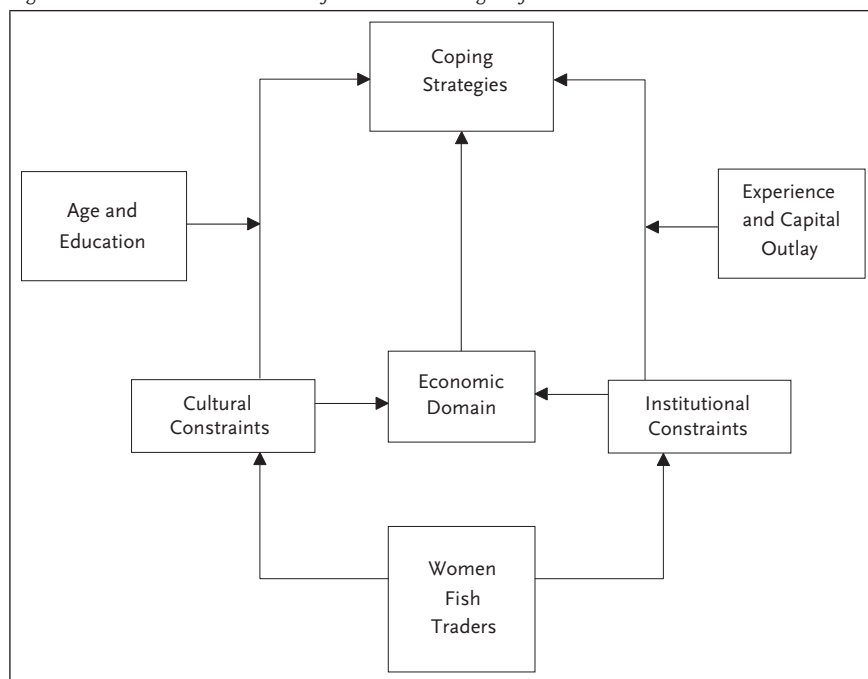 Coping
Strategies
Age and
Education
Experience
and Capital
Outlay
Economic
Domain
Cultural
Constraints
Institutional
Constraints
Women
Fish
Traders